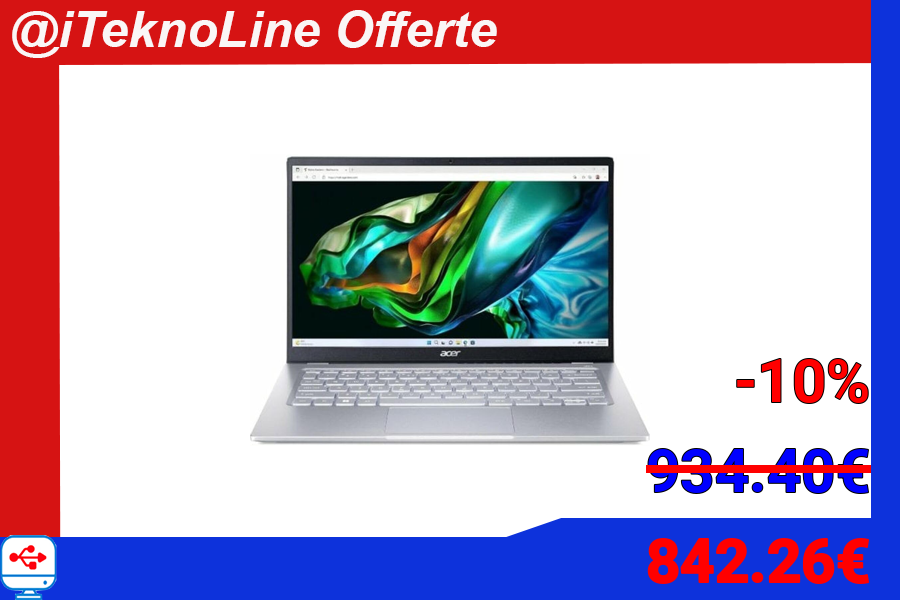 @iTeknoLine Offerte
acer
-10%
934.40€
842.26€